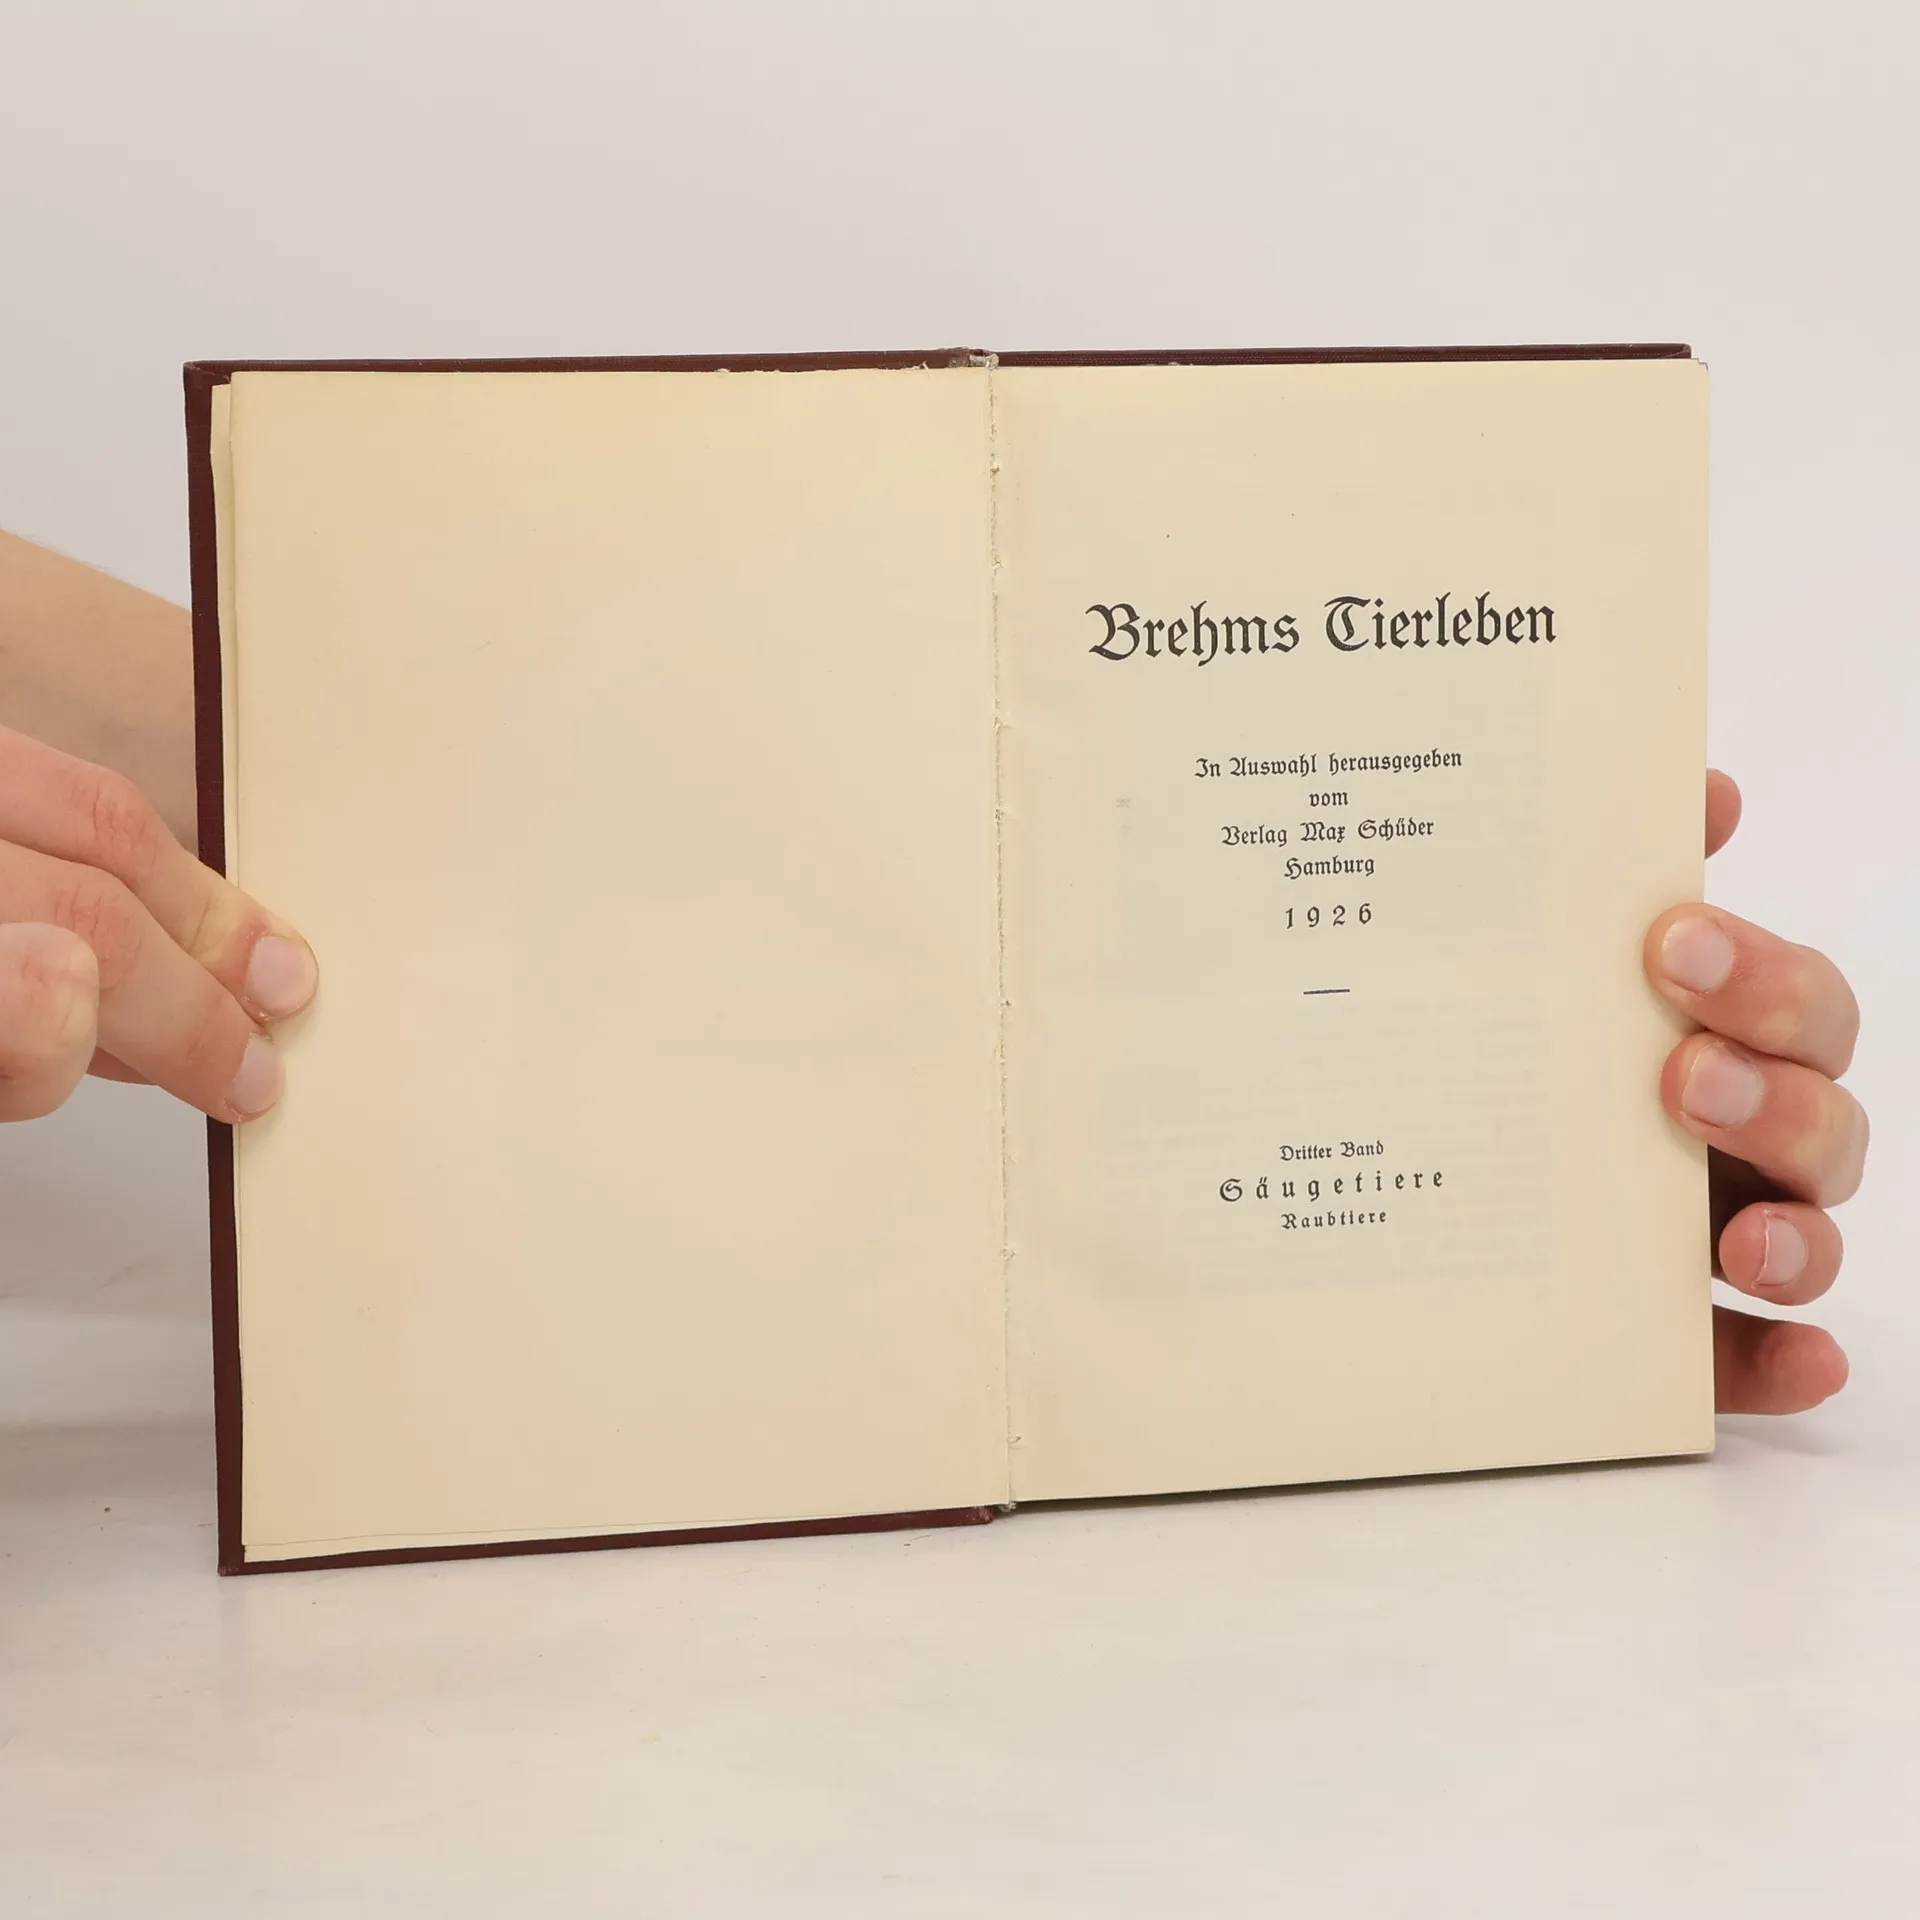 Brehms Tierleben
In Auswahl herausgegeben
vom
Verlag Max Schüder
Hamburg
1926
Dritter Band
Säugetiere
Raubtiere